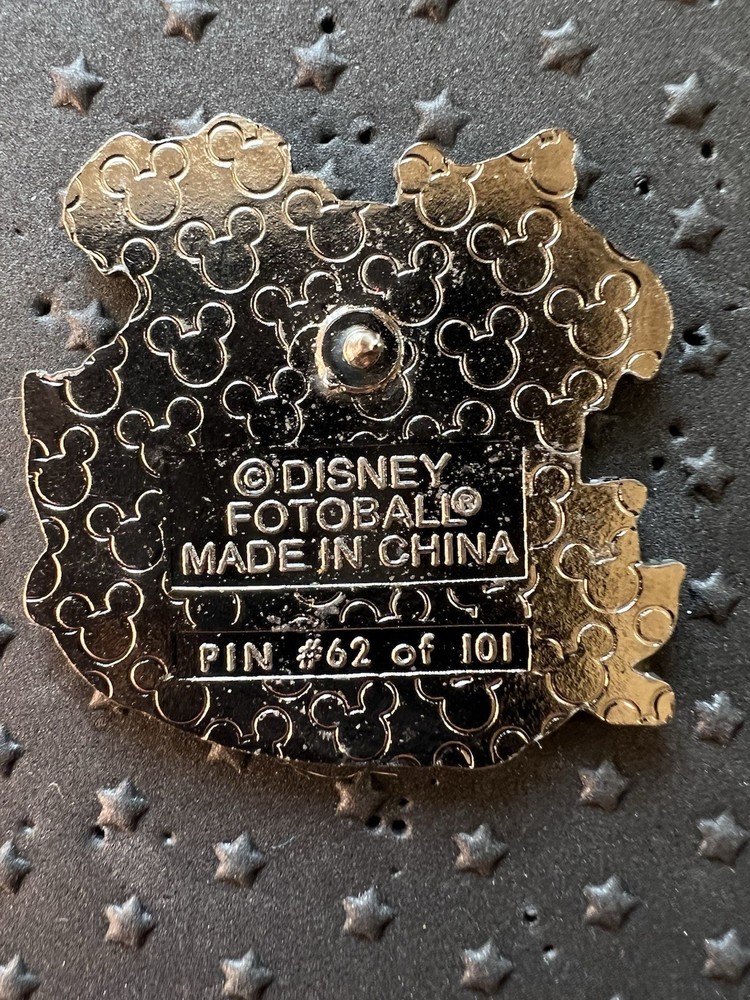 ©DISNEY
FOTOBALL®
MADE IN CHINA
PIN #62 of 101